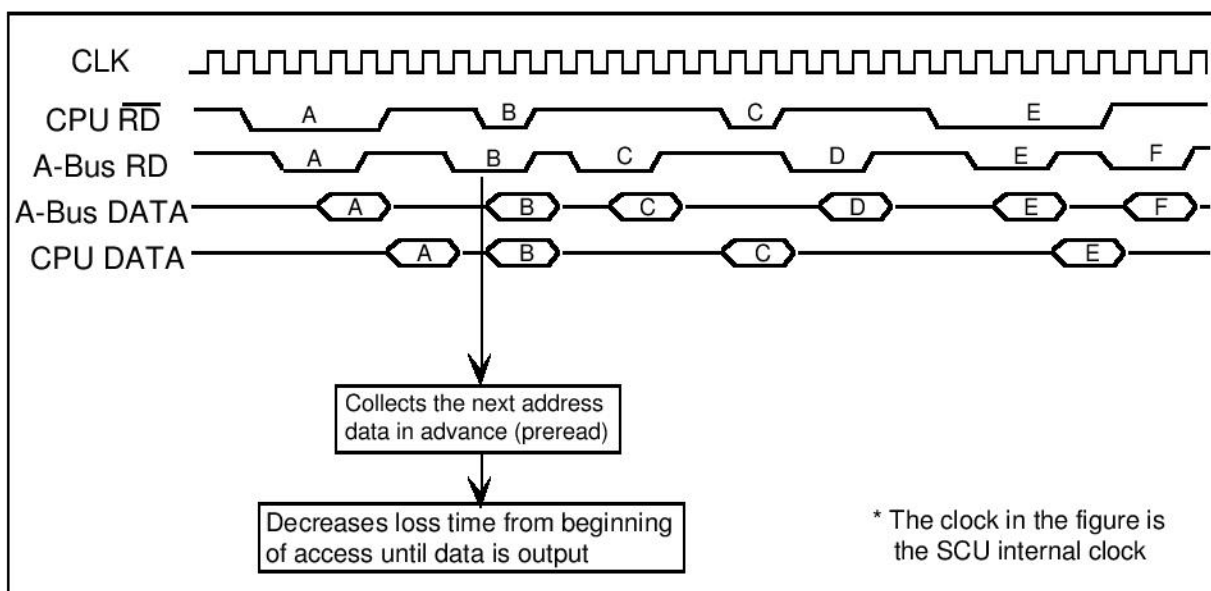 CLK
CPU RD A B C E
A-Bus RD A B C D E F
A-Bus DATA A B C D E F
CPU DATA A B C E
Collects the next address
data in advance (preread)
Decreases loss time from beginning
of access until data is output
* The clock in the figure is
the SCU internal clock